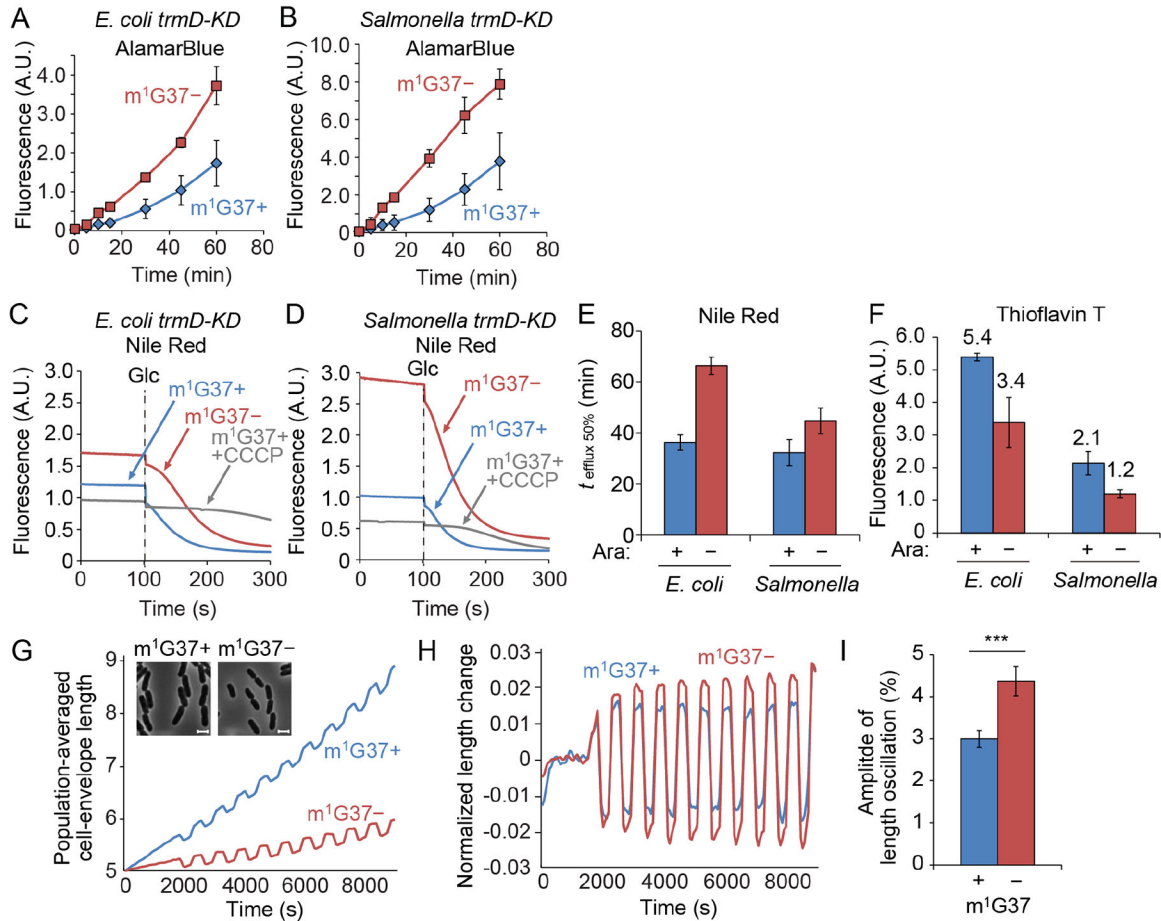 A
E. coli trmD-KD
AlamarBlue
Fluorescence (A.U.)
4.0
3.0
2.0
1.0
0
m¹G37−
m¹G37+
0 20 40 60 80
Time (min)
B
Salmonella trmD-KD
AlamarBlue
Fluorescence (A.U.)
10.0
8.0
6.0
4.0
2.0
0
m¹G37−
m¹G37+
0 20 40 60 80
Time (min)
C
E. coli trmD-KD
Nile Red
Glc
Fluorescence (A.U.)
3.0
2.5
2.0
1.5
1.0
0.5
0
m¹G37+
m¹G37−
m¹G37+
+CCCP
0 100 200 300
Time (s)
D
Salmonella trmD-KD
Nile Red
Glc
Fluorescence (A.U.)
3.0
2.5
2.0
1.5
1.0
0.5
0
m¹G37−
m¹G37+
m¹G37+
+CCCP
0 100 200 300
Time (s)
E
Nile Red
t efflux 50% (min)
80
60
40
20
0
Ara: + − + −
E. coli Salmonella
F
Thioflavin T
Fluorescence (A.U.)
6.0
5.0
4.0
3.0
2.0
1.0
0
5.4
3.4
2.1
1.2
Ara: + − + −
E. coli Salmonella
G
m¹G37+ m¹G37−
Population-averaged
cell-envelope length
9
8
7
6
5
m¹G37+
m¹G37−
0 2000 4000 6000 8000
Time (s)
H
Normalized length change
0.03
0.02
0.01
0
-0.01
-0.02
-0.03
m¹G37+
m¹G37−
0 2000 4000 6000 8000
Time (s)
I
Amplitde of
length oscillation (%)
5
4
3
2
1
0
***
+ −
m¹G37